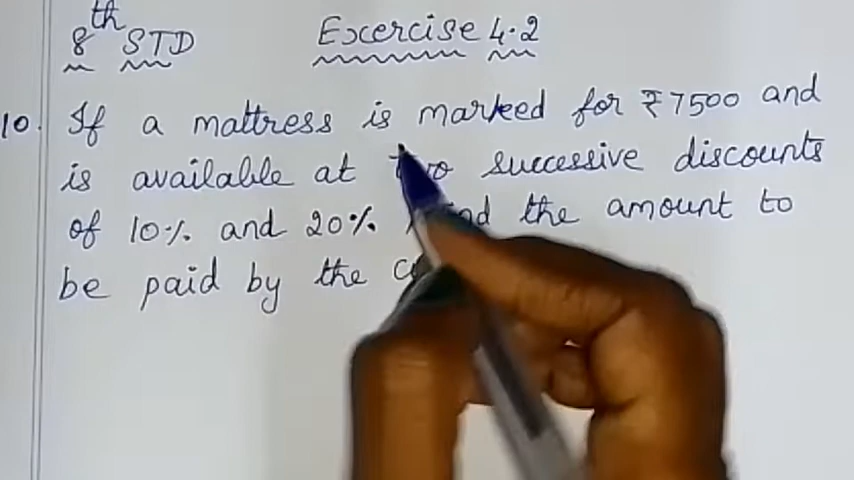 8th STD
Excercise 4.2
10. If a mattress is marked for ₹7500 and
is available at two successive discounts
of 10% and 20% the amount to
be paid by the